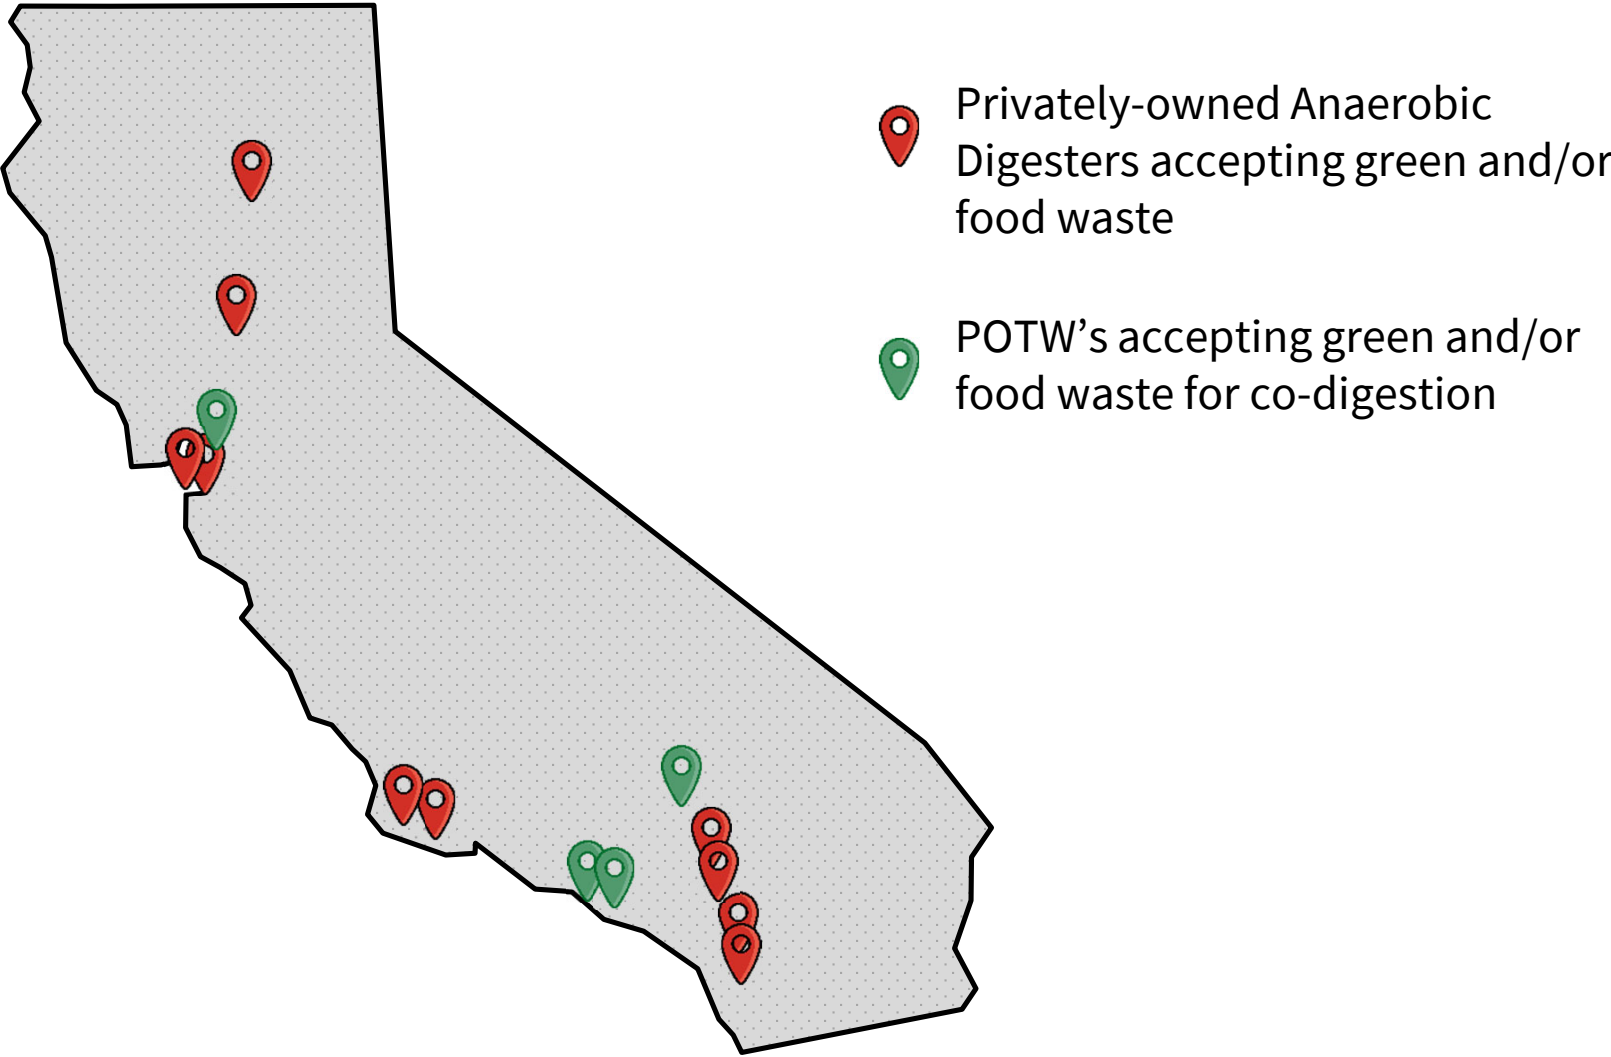 Privately-owned Anaerobic
Digesters accepting green and/or
food waste
POTW’s accepting green and/or
food waste for co-digestion